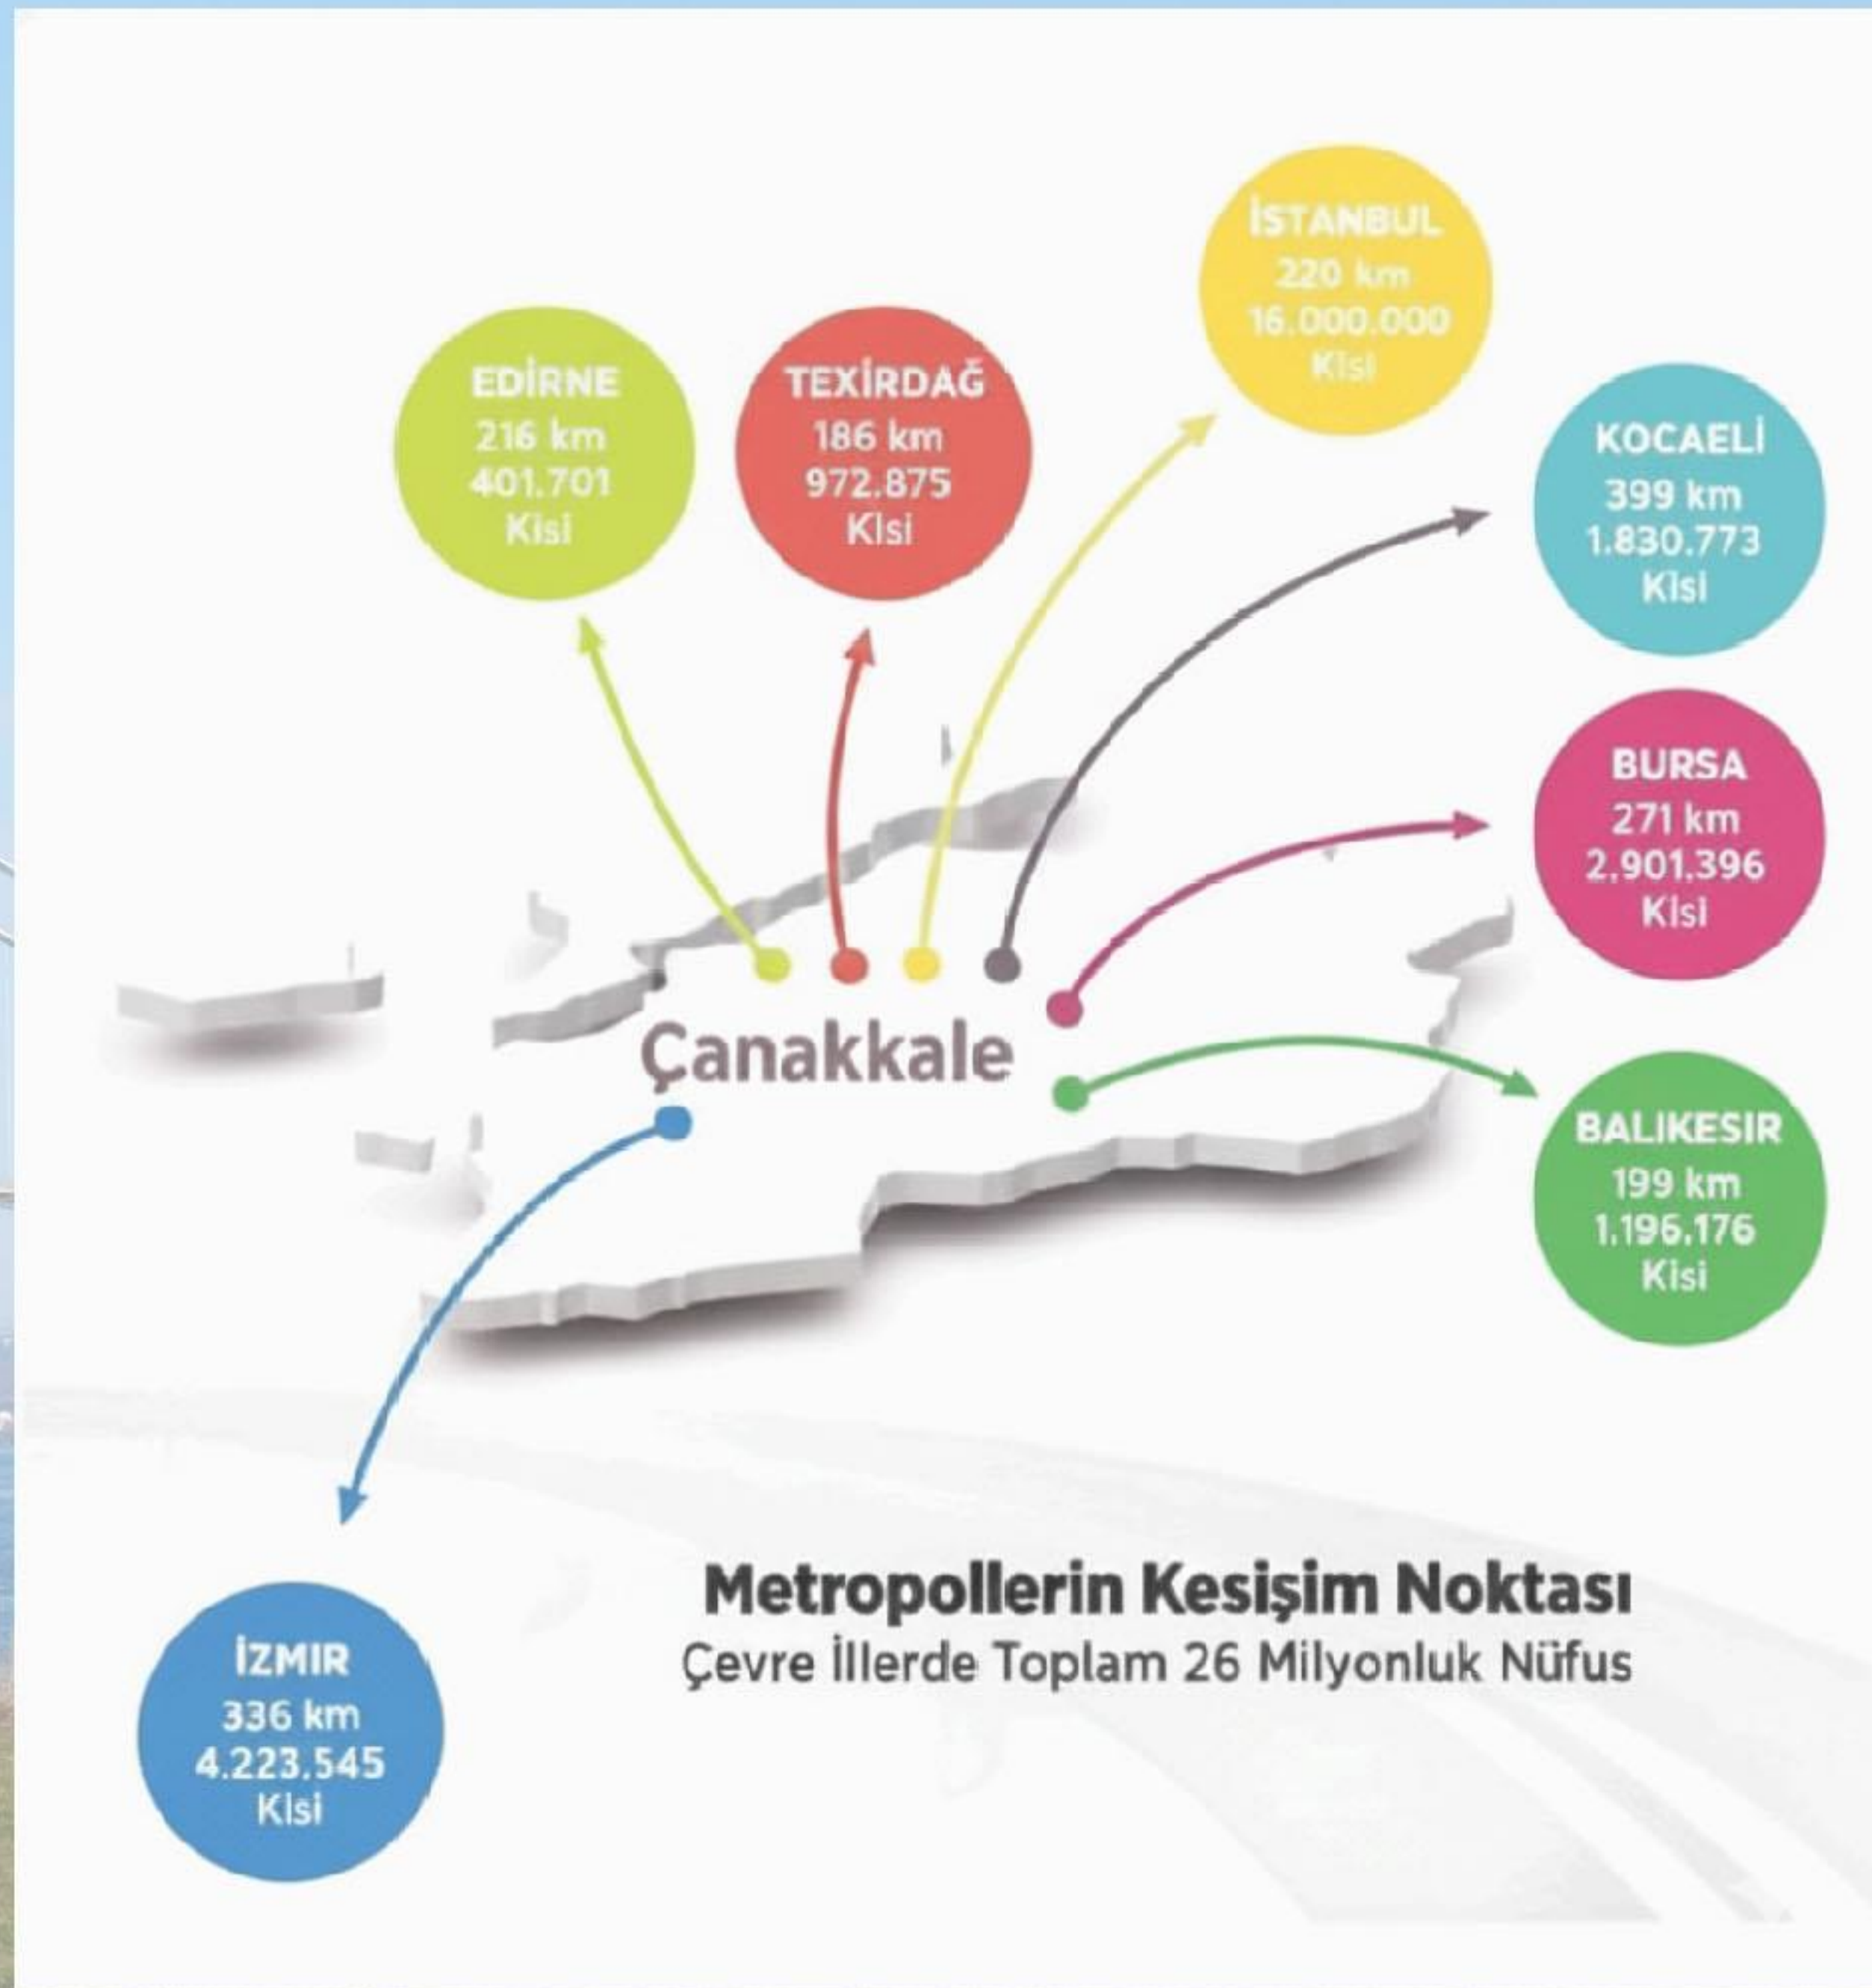 İSTANBUL
220 km
16.000.000
Kisi
EDİRNE
216 km
401.701
Kisi
TEXİRDAĞ
186 km
972.875
Kisi
KOCAELİ
399 km
1.830.773
Kisi
BURSA
271 km
2.901.396
Kisi
Çanakkale
BALIKESIR
199 km
1.196.176
Kisi
İZMIR
336 km
4.223.545
Kisi
Metropollerin Kesişim Noktası
Çevre İllerde Toplam 26 Milyonluk Nüfus